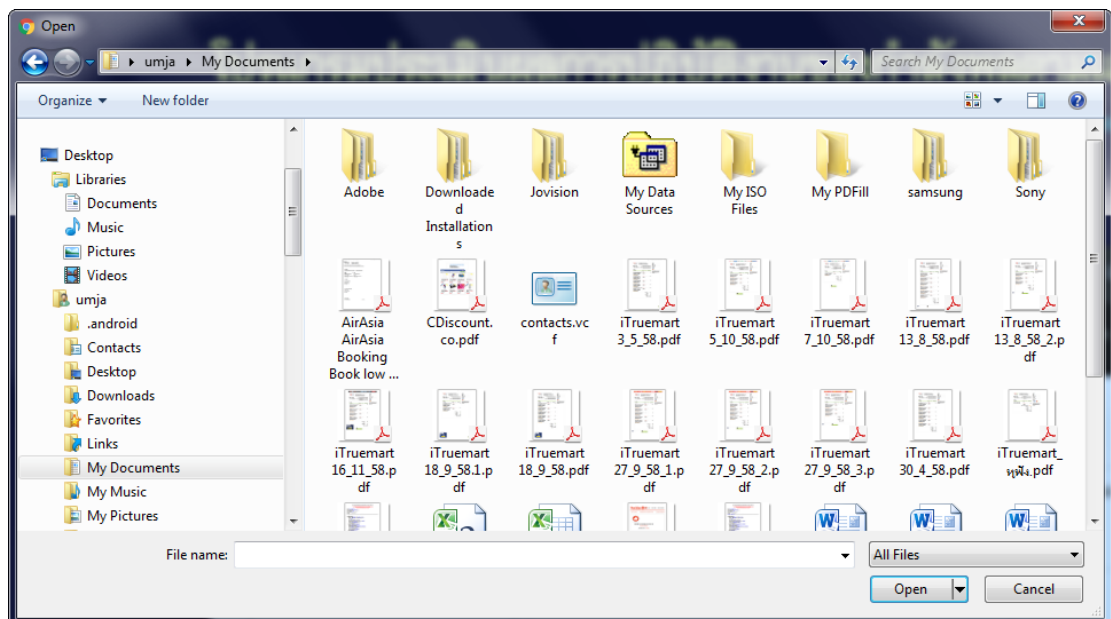 Open
umja ▸ My Documents ▸
Search My Documents
Organize
New folder
Desktop
Libraries
Documents
Music
Pictures
Videos
umja
.android
Contacts
Desktop
Downloads
Favorites
Links
My Documents
My Music
My Pictures
Adobe
Downloade
d
Installation
s
Jovision
My Data
Sources
My ISO
Files
My PDFill
samsung
Sony
AirAsia
AirAsia
Booking
Book low ...
CDiscount.
co.pdf
contacts.vc
f
iTruemart
3_5_58.pdf
iTruemart
5_10_58.pdf
iTruemart
7_10_58.pdf
iTruemart
13_8_58.pdf
iTruemart
13_8_58_2.p
df
iTruemart
16_11_58.p
df
iTruemart
18_9_58.1.p
df
iTruemart
18_9_58.pdf
iTruemart
27_9_58_1.p
df
iTruemart
27_9_58_2.p
df
iTruemart
27_9_58_3.p
df
iTruemart
30_4_58.pdf
iTruemart_
หูฟัง.pdf
File name:
All Files
Open
Cancel